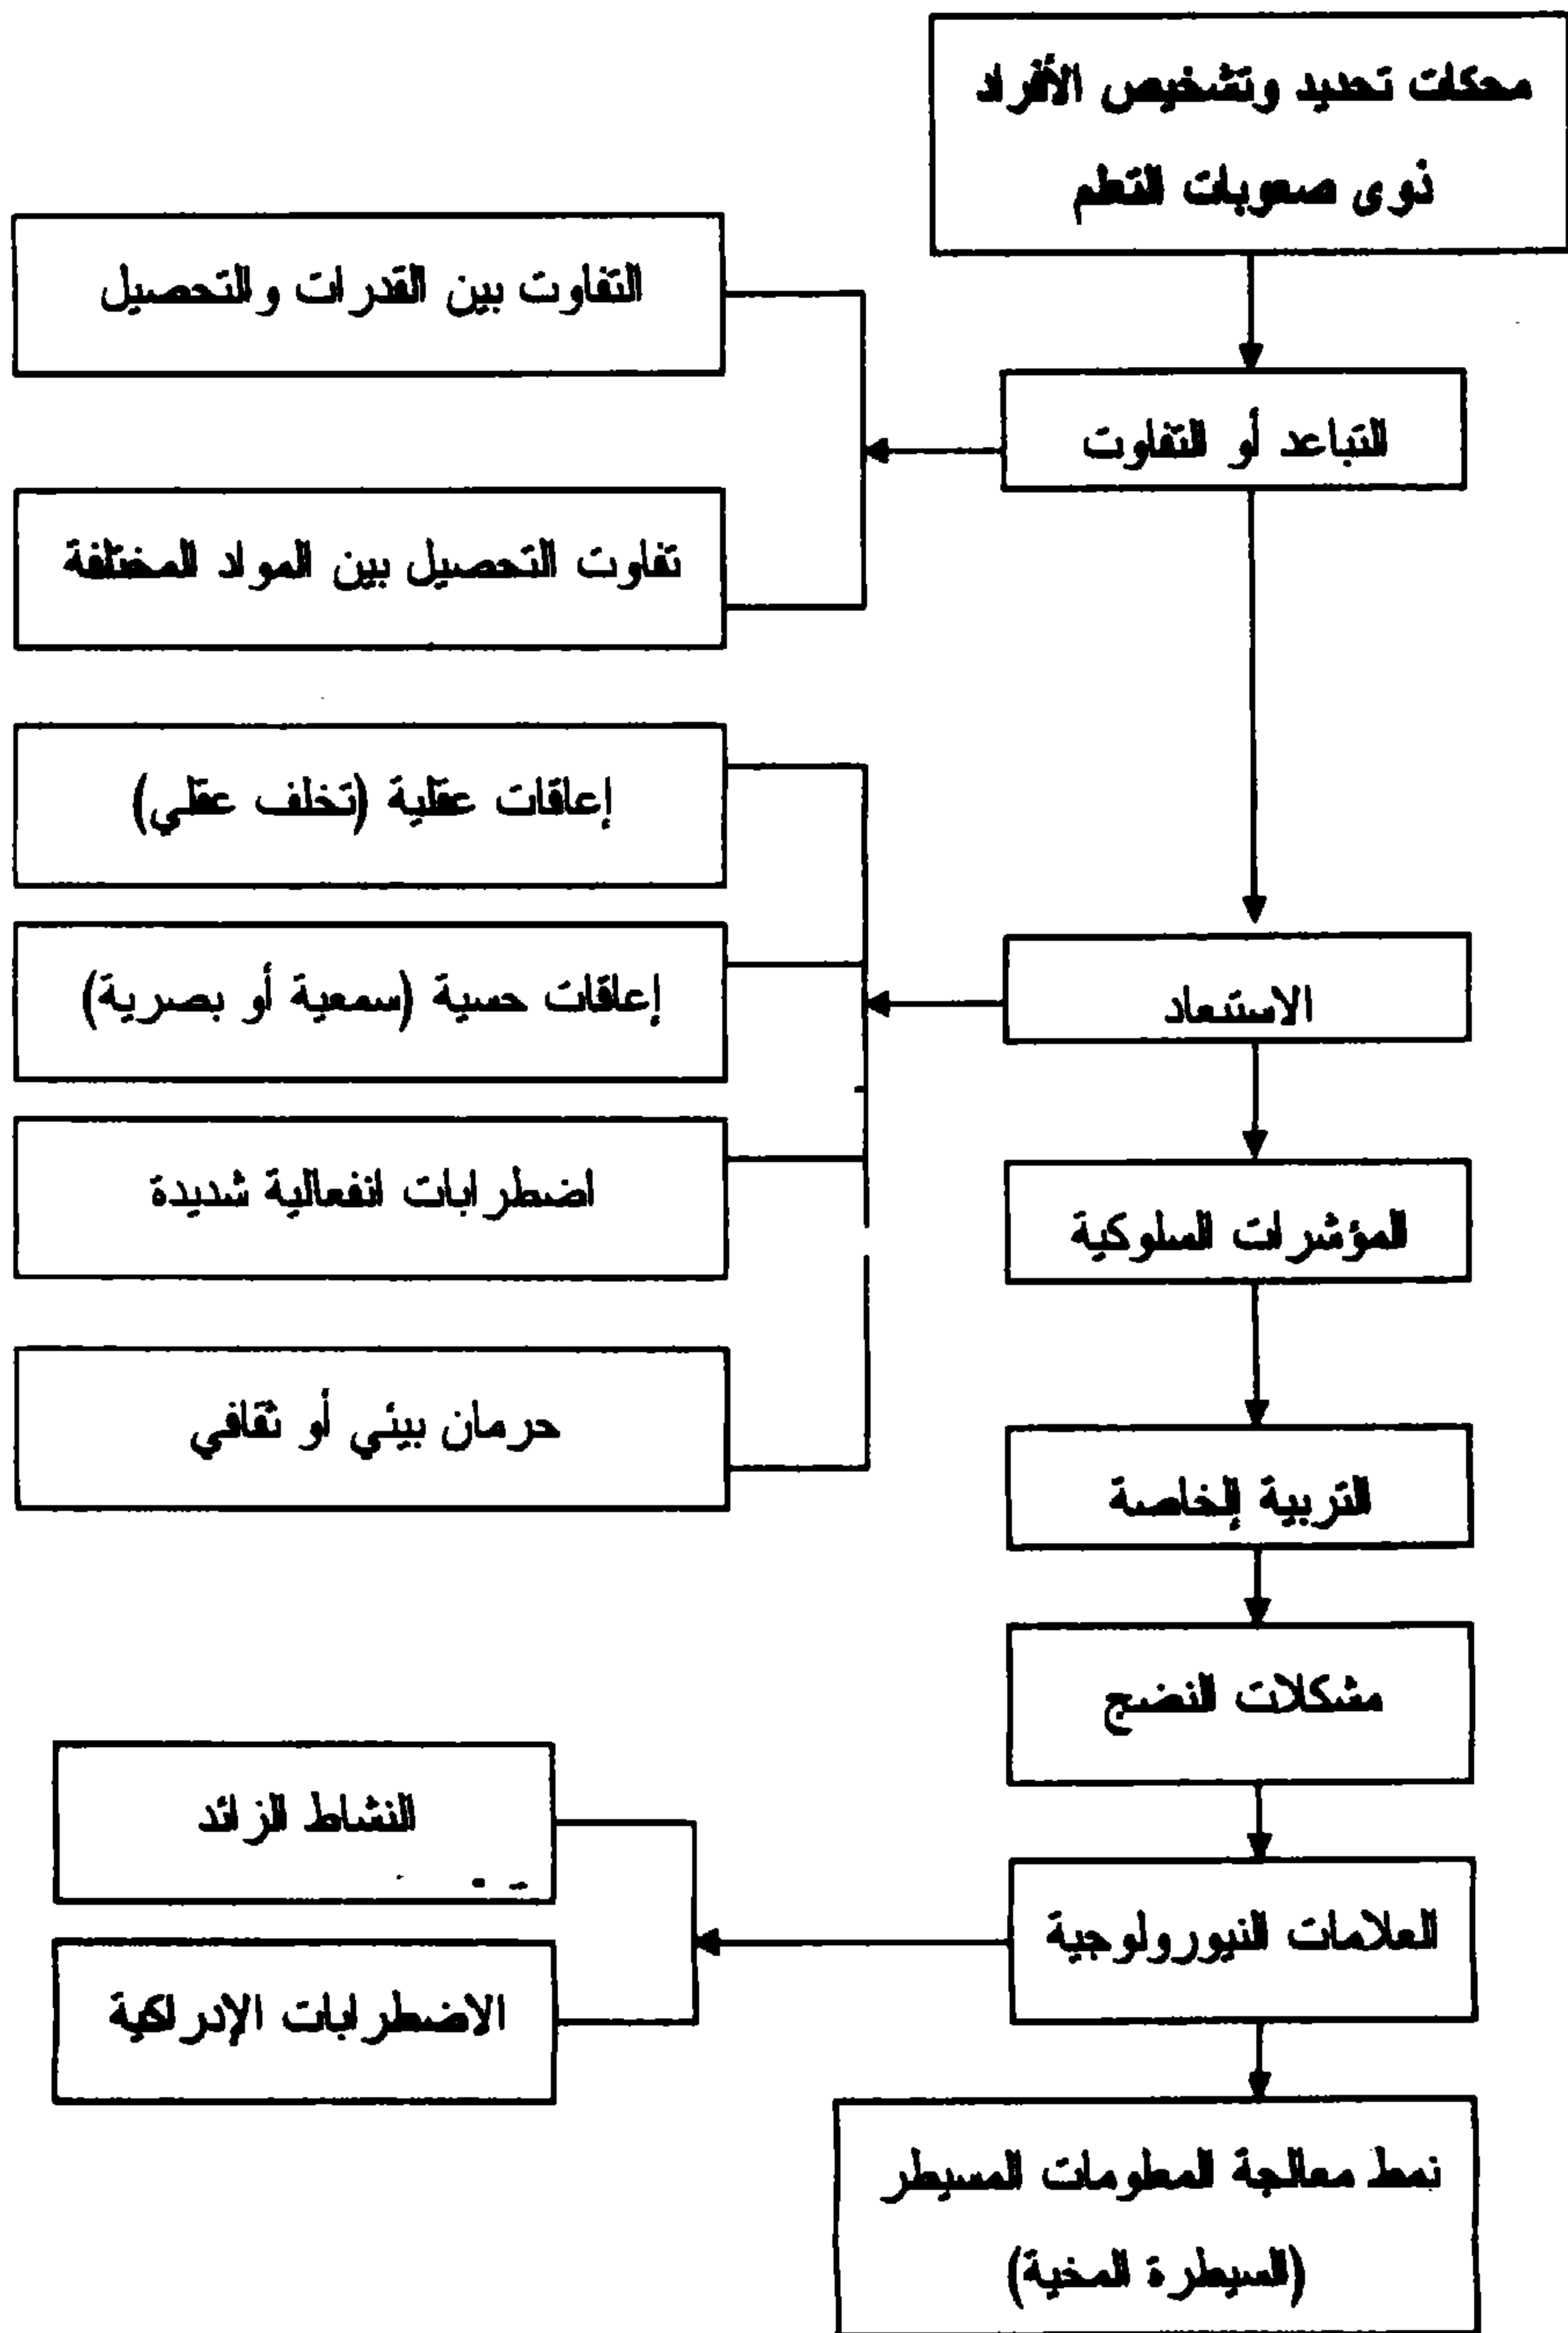 محكات تحديد وتشخيص الأفراد
ذوى صعوبات التعلم
التباعد أو التفاوت
التفاوت بين القدرات والتحصيل
تفاوت التحصيل بين المواد المختلفة
الاستبعاد
إعاقات عقلية (تخلف عقلي)
إعاقات حسية (سمعية أو بصرية)
اضطرابات انفعالية شديدة
حرمان بيئي أو ثقافي
المؤشرات السلوكية
التربية الخاصة
مشكلات النضج
العلامات النيورولوجية
النشاط الزائد
الاضطرابات الإدراكية
نمط معالجة المعلومات المسيطر
(السيطرة المخية)